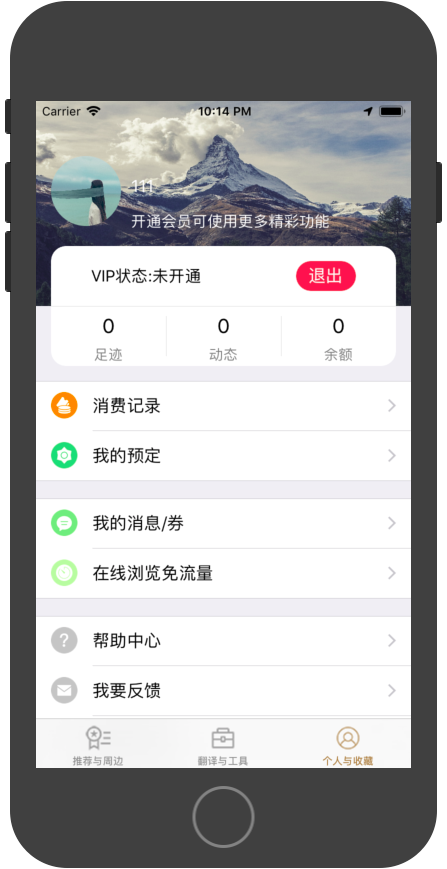 Carrier 10:14 PM
111
开通会员可使用更多精彩功能
VIP状态:未开通 退出
0 0 0
足迹 动态 余额
消费记录
我的预定
我的消息/券
在线浏览免流量
帮助中心
我要反馈
推荐与周边 翻译与工具 个人与收藏